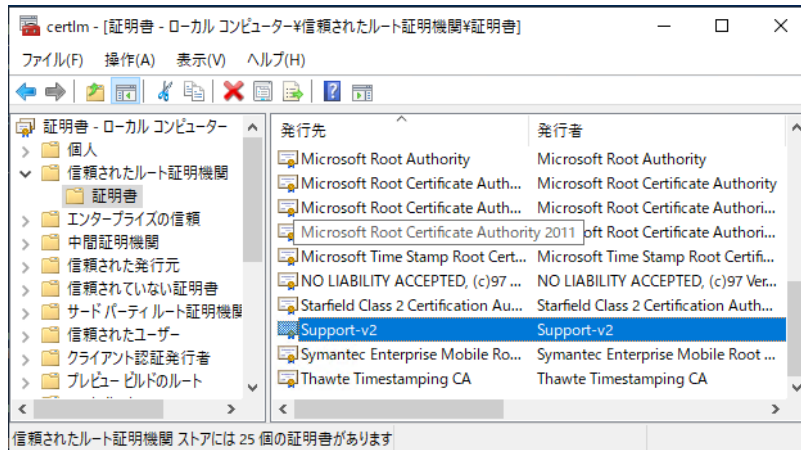 certlm - [証明書 - ローカル コンピューター¥信頼されたルート証明機関¥証明書]
ファイル(F) 操作(A) 表示(V) ヘルプ(H)
証明書 - ローカル コンピューター
個人
信頼されたルート証明機関
証明書
エンタープライズの信頼
中間証明機関
信頼された発行元
信頼されていない証明書
サード パーティ ルート証明機関
信頼されたユーザー
クライアント認証発行者
プレビュー ビルドのルート
発行先 発行者
Microsoft Root Authority Microsoft Root Authority
Microsoft Root Certificate Auth... Microsoft Root Certificate Authority
Microsoft Root Certificate Auth... Microsoft Root Certificate Authori...
Microsoft Root Certificate Authority 2011 oft Root Certificate Authori...
Microsoft Time Stamp Root Cert... Microsoft Time Stamp Root Certifi...
NO LIABILITY ACCEPTED, (c)97 ... NO LIABILITY ACCEPTED, (c)97 Ver...
Starfield Class 2 Certification Au... Starfield Class 2 Certification Auth...
Support-v2 Support-v2
Symantec Enterprise Mobile Ro... Symantec Enterprise Mobile Root ...
Thawte Timestamping CA Thawte Timestamping CA
信頼されたルート証明機関 ストアには 25 個の証明書があります